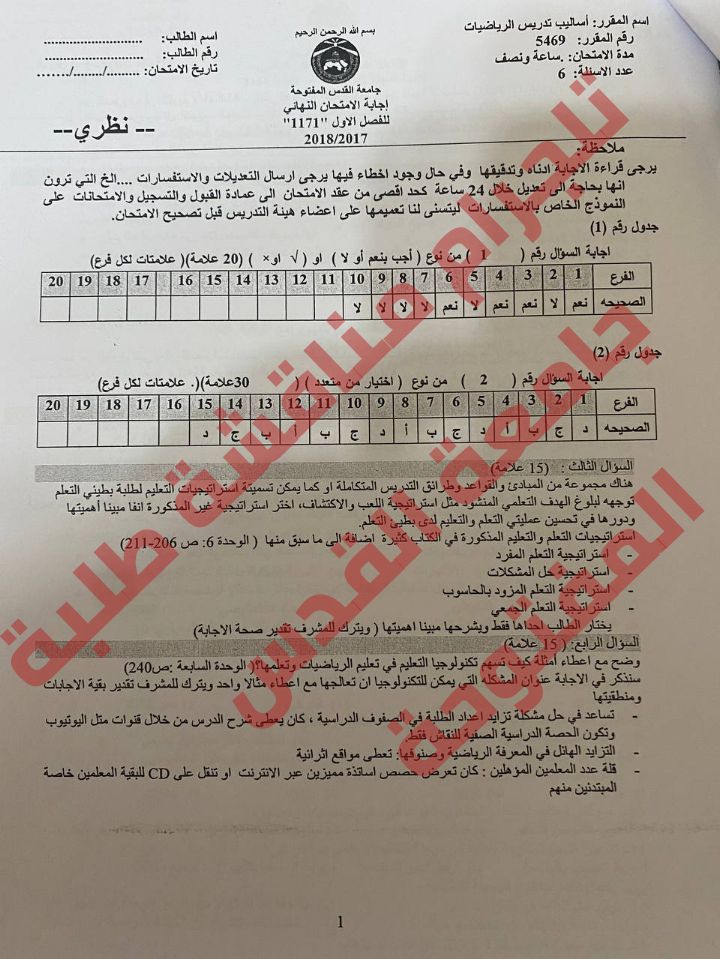 اسم المقرر: أساليب تدريس الرياضيات
رقم المقرر: 5469
مدة الامتحان: .ساعة ونصف
عدد الاسئلة: 6
بسم الله الرحمن الرحيم
جامعة القدس المفتوحة
إجابة الامتحان النهائي
للفصل الاول "1171"
2018/2017
اسم الطالب: .....................
رقم الطالب: .....................
تاريخ الامتحان: ........./......../.......
-- نظري--
ملاحظة:
يرجى قراءة الاجابة ادناه وتدقيقها وفي حال وجود اخطاء فيها يرجى ارسال التعديلات والاستفسارات ....الخ التي ترون
انها بحاجة الى تعديل خلال 24 ساعة كحد اقصى من عقد الامتحان الى عمادة القبول والتسجيل والامتحانات على
النموذج الخاص بالاستفسارات ليتسنى لنا تعميمها على اعضاء هيئة التدريس قبل تصحيح الامتحان.
جدول رقم (1)
اجابة السؤال رقم ( 1 ) من نوع ( أجب بنعم أو لا ) او ( √ او× ) (20 علامة)( علامتات لكل فرع)
الفرع 1 2 3 4 5 6 7 8 9 10 11 12 13 14 15 16 17 18 19 20
الصحيحه نعم لا نعم نعم لا نعم لا لا لا لا
جدول رقم (2)
اجابة السؤال رقم ( 2 ) من نوع ( اختيار من متعدد ) ( 30علامة)(. علامتات لكل فرع)
الفرع 1 2 3 4 5 6 7 8 9 10 11 12 13 14 15 16 17 18 19 20
الصحيحه د ج ب أ د ج ب أ د ج ب أ ب ج د
السؤال الثالث: (15 علامة)
هناك مجموعة من المبادئ والقواعد وطرائق التدريس المتكاملة او كما يمكن تسميتة استراتيجيات التعليم لطلبة بطيئي التعلم
توجهه لبلوغ الهدف التعلمي المنشود مثل استراتيجية اللعب والاكتشاف، اختر استراتيجية غير المذكورة انفا مبينا أهميتها
ودورها في تحسين عمليتي التعلم والتعليم لدى بطيئ التعلم.
استراتيجيات التعلم والتعليم المذكورة في الكتاب كثيرة اضافة الى ما سبق منها ( الوحدة 6: ص 206-211)
- استراتيجية التعلم المفرد
- استراتيجية حل المشكلات
- استراتيجية التعلم المزود بالحاسوب
- استراتيجية التعلم الجمعي
يختار الطالب احداها فقط ويشرحها مبينا اهميتها ( ويترك للمشرف تقدير صحة الاجابة)
السؤال الرابع: ( 15 علامة)
وضح مع اعطاء أمثلة كيف تسهم تكنولوجيا التعليم في تعليم الرياضيات وتعلمها؟( الوحدة السابعة :ص240)
سنذكر في الاجابة عنوان المشكله التي يمكن للتكنولوجيا ان تعالجها مع اعطاء مثالا واحد ويترك للمشرف تقدير بقية الاجابات
ومنطقيتها
- تساعد في حل مشكلة تزايد اعداد الطلبة في الصفوف الدراسية ، كان يعطى شرح الدرس من خلال قنوات مثل اليوتيوب
وتكون الحصة الدراسية الصفية للنقاش فقط
- التزايد الهائل في المعرفة الرياضية وصنوفها: تعطى مواقع اثرائية
- قلة عدد المعلمين المؤهلين : كان تعرض حصص اساتذة مميزين عبر الانترنت او تنقل على CD للبقية المعلمين خاصة
المبتدئين منهم
1
تلجرام مناقشة طلبة
جامعة القدس
المفتوحة